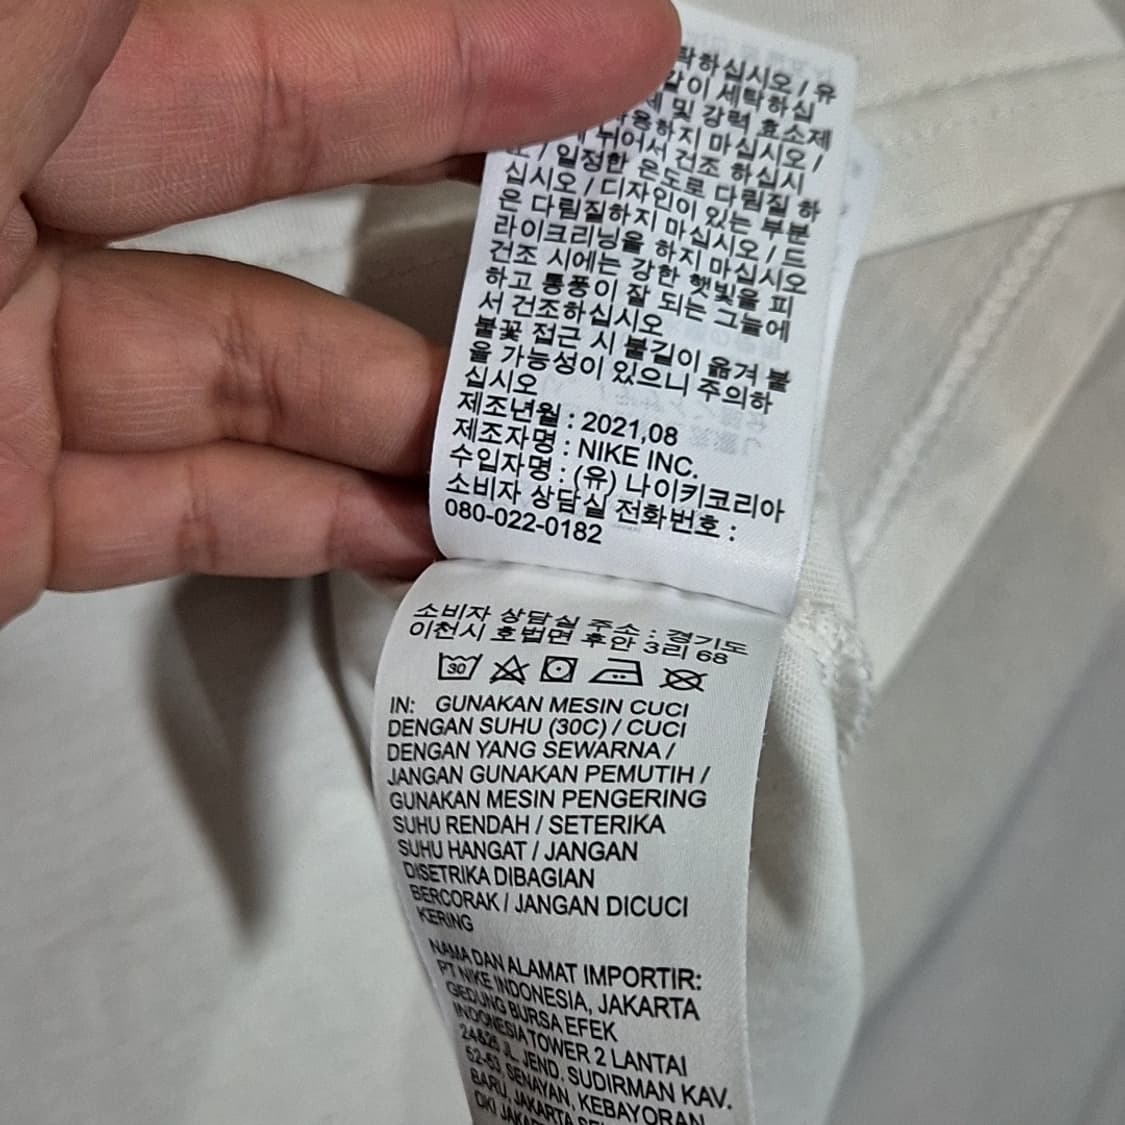 탁하십시오 / 유
같이 세탁하십
제 및 강력 효소제
사용하지 마십시오 /
뉘어서 건조 하십시
/ 일정한 온도로 다림질 하
십시오 / 디자인이 있는 부분
은 다림질하지 마십시오 / 드
라이크리닝을 하지 마십시오
건조 시에는 강한 햇빛을 피
하고 통풍이 잘 되는 그늘에
서 건조하십시오
불꽃 접근 시 불길이 옮겨 붙
을 가능성이 있으니 주의하
십시오
제조년월 : 2021,08
제조자명 : NIKE INC.
수입자명 : (유) 나이키코리아
소비자 상담실 전화번호 :
080-022-0182
소비자 상담실 주소 : 경기도
이천시 호법면 후안 3리 68
30
IN: GUNAKAN MESIN CUCI
DENGAN SUHU (30C) / CUCI
DENGAN YANG SEWARNA /
JANGAN GUNAKAN PEMUTIH /
GUNAKAN MESIN PENGERING
SUHU RENDAH / SETERIKA
SUHU HANGAT / JANGAN
DISETRIKA DIBAGIAN
BERCORAK / JANGAN DICUCI
KERING
NAMA DAN ALAMAT IMPORTIR:
PT NIKE INDONESIA, JAKARTA
GEDUNG BURSA EFEK
INDONESIA TOWER 2 LANTAI
24&25 JL. JEND. SUDIRMAN KAV.
52-53, SENAYAN, KEBAYORAN
BARU, JAKARTA
DKI